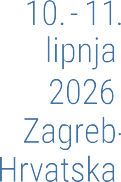 10. - 11.
lipnja
2026
Zagreb-
Hrvatska